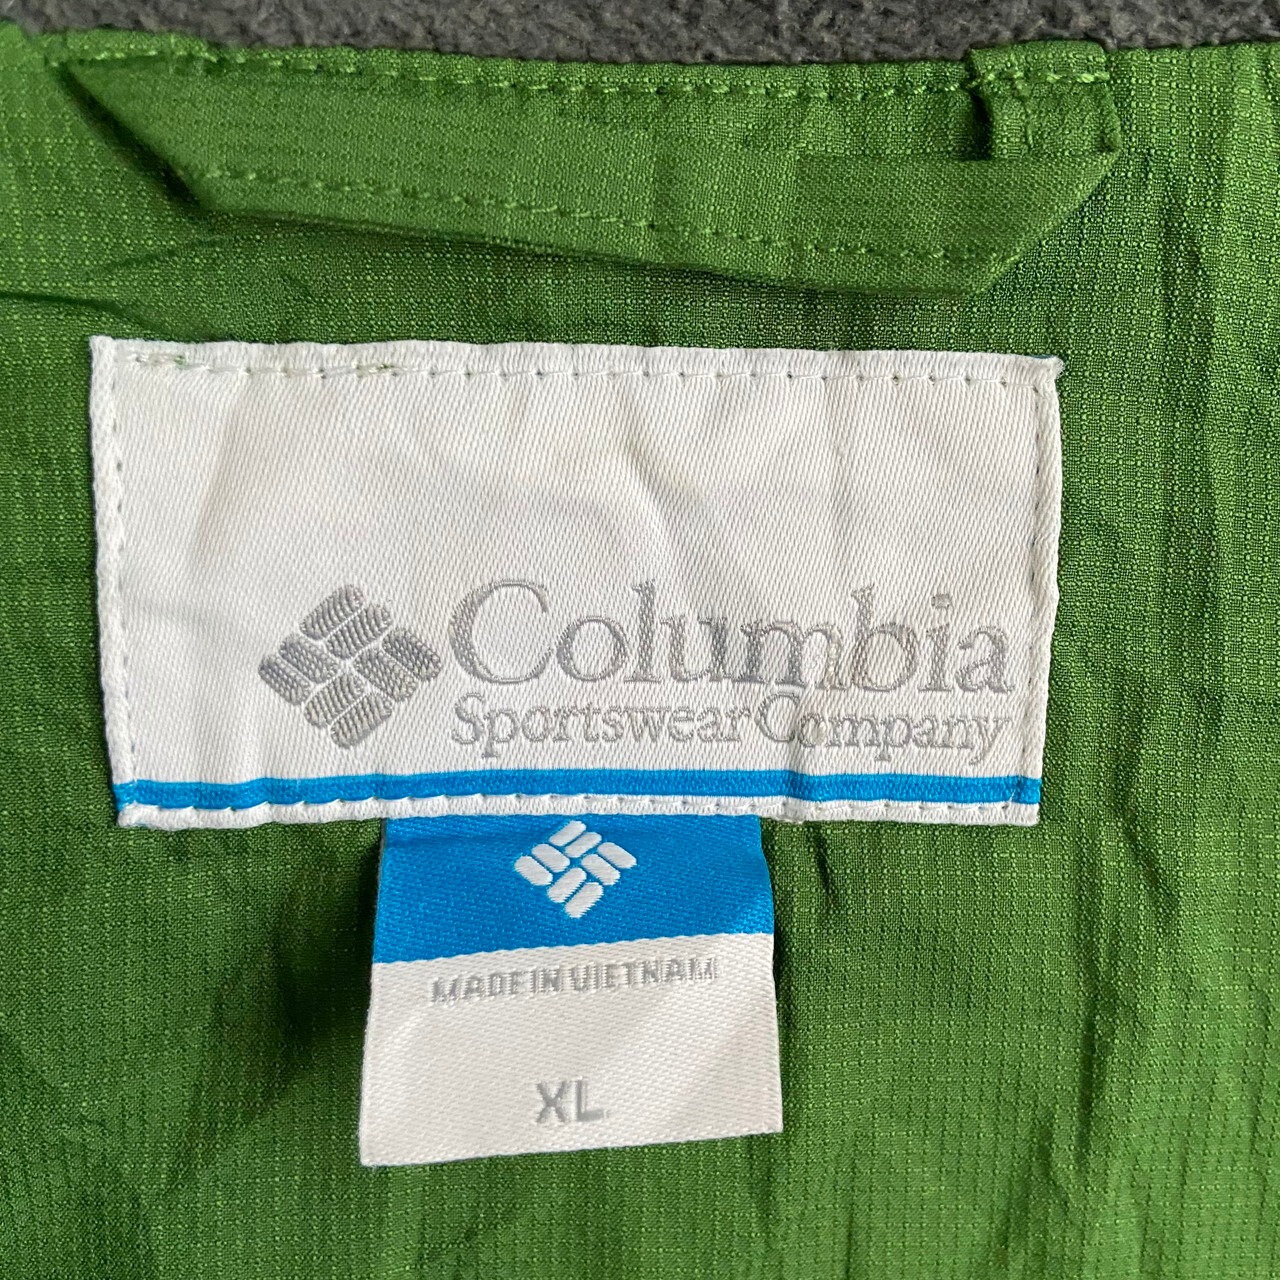 Columbia
Sportswear Company
MADE IN VIETNAM
XL